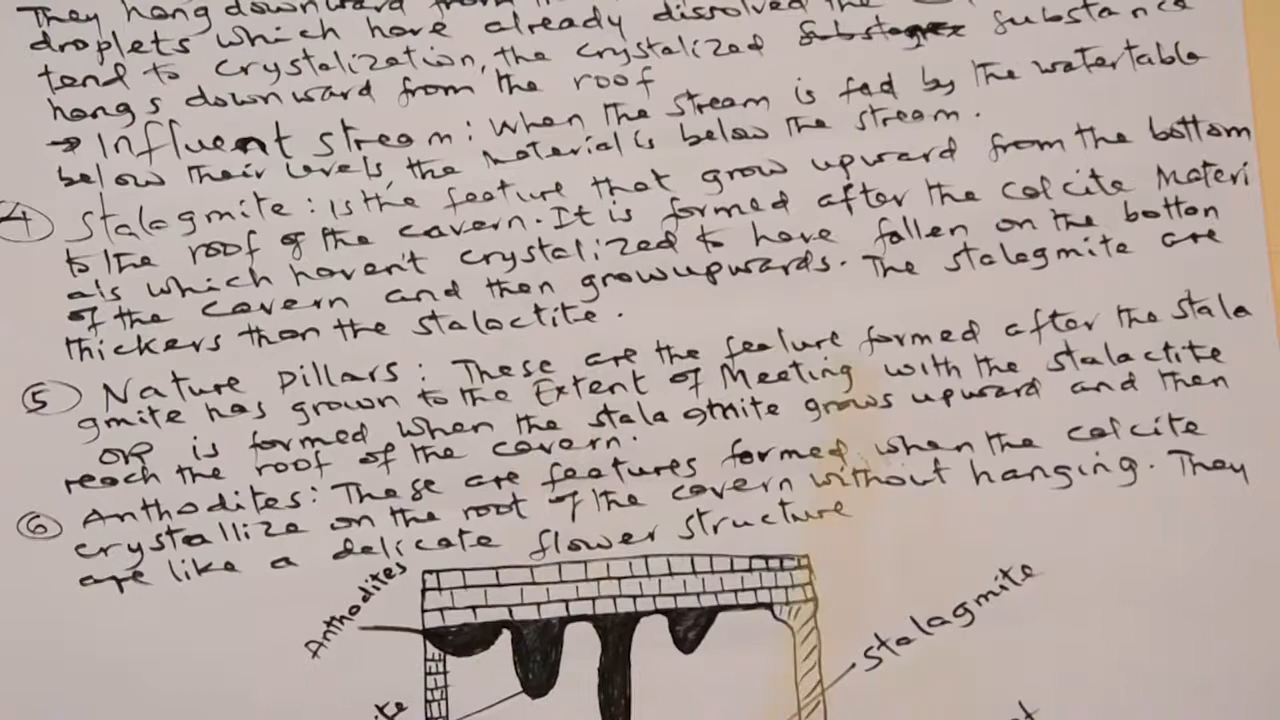 They hang downward from
droplets which have already dissolved the
tend to crystalization, the crystalized substance
hangs downward from the roof
→ Influent stream: When the stream is fed by the watertable
below their levels, the material is below the stream.
4 Stalagmite: Is the feature that grow upward from the bottom
to the roof of the cavern. It is formed after the calcite Materi
als which haven't crystalized to have fallen on the botton
of the cavern and then grow upwards. The stalegmite are
thickers than the staloctite.
5 Nature Pillars: These are the feature formed after the stala
gmite has grown to the Extent of Meeting with the stalactite
OR is formed when the stalagmite grows upward and then
reach the roof of the cavern.
6 Anthodites: These are features formed when the calcite
crystallize on the root of the cavern without hanging. They
are like a delicate flower structure
Anthodites
stalagmite